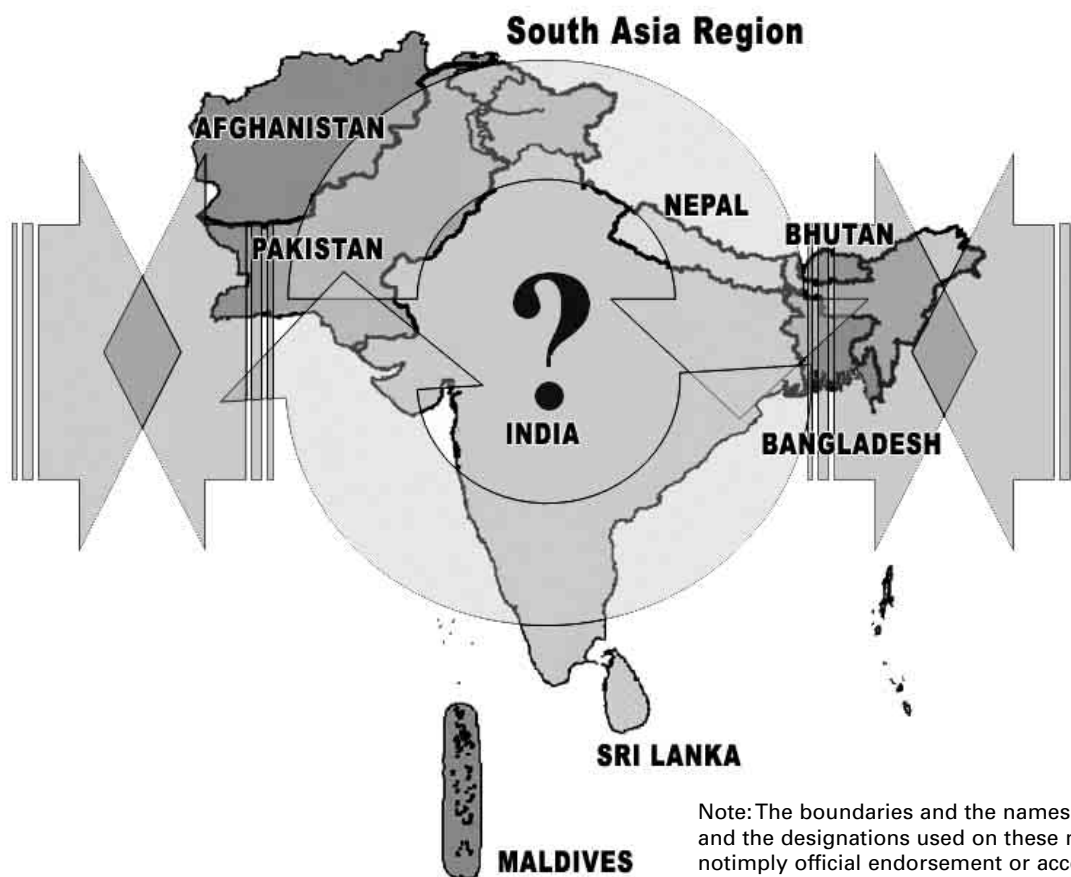 South Asia Region
AFGHANISTAN
PAKISTAN
NEPAL
BHUTAN
?
INDIA
BANGLADESH
SRI LANKA
MALDIVES
Note: The boundaries and the names
and the designations used on these
notimply official endorsement or